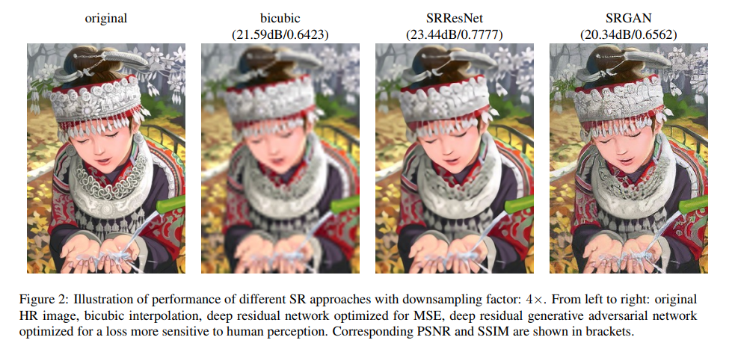 original
bicubic
(21.59dB/0.6423)
SRResNet
(23.44dB/0.7777)
SRGAN
(20.34dB/0.6562)
Figure 2: Illustration of performance of different SR approaches with downsampling factor: 4×. From left to right: original
HR image, bicubic interpolation, deep residual network optimized for MSE, deep residual generative adversarial network
optimized for a loss more sensitive to human perception. Corresponding PSNR and SSIM are shown in brackets.